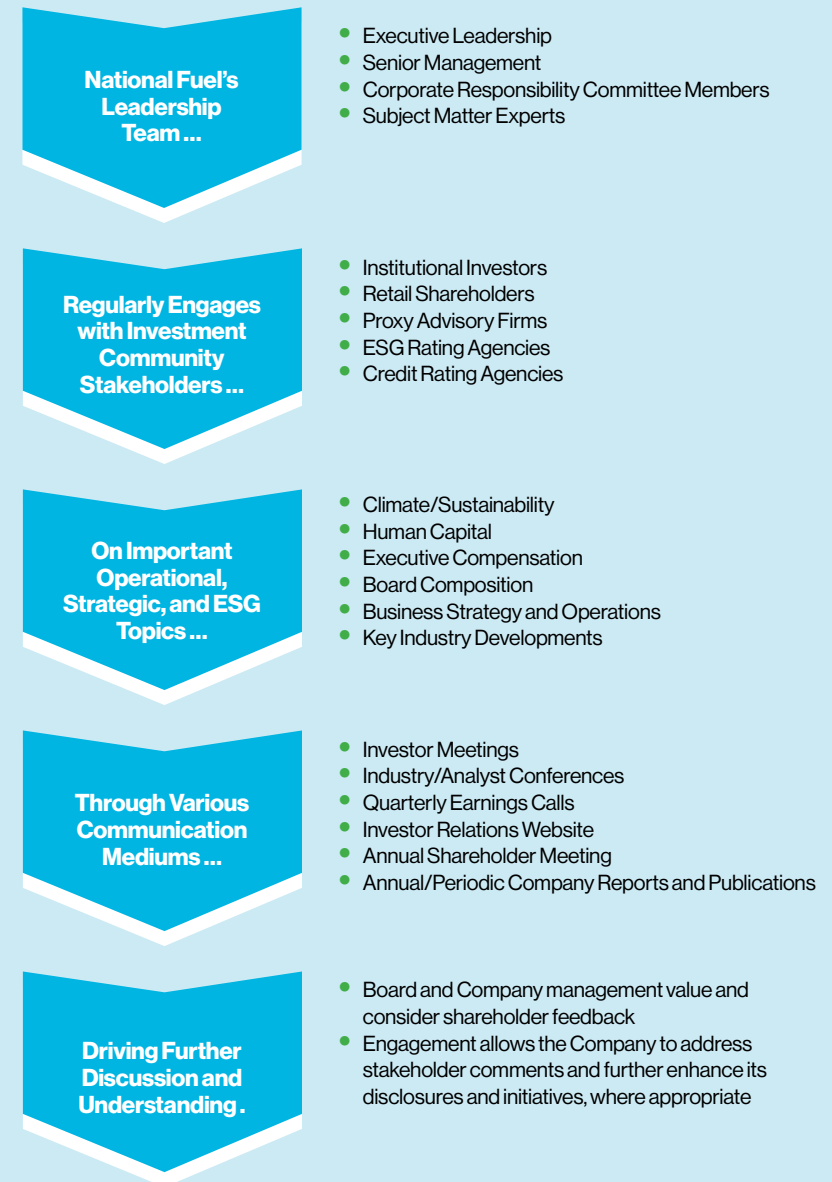 National Fuel's
Leadership
Team ...
• Executive Leadership
• Senior Management
• Corporate Responsibility Committee Members
• Subject Matter Experts
Regularly Engages
with Investment
Community
Stakeholders ...
• Institutional Investors
• Retail Shareholders
• Proxy Advisory Firms
• ESG Rating Agencies
• Credit Rating Agencies
On Important
Operational,
Strategic, and ESG
Topics ...
• Climate/Sustainability
• Human Capital
• Executive Compensation
• Board Composition
• Business Strategy and Operations
• Key Industry Developments
Through Various
Communication
Mediums ...
• Investor Meetings
• Industry/Analyst Conferences
• Quarterly Earnings Calls
• Investor Relations Website
• Annual Shareholder Meeting
• Annual/Periodic Company Reports and Publications
Driving Further
Discussion and
Understanding .
• Board and Company management value and
consider shareholder feedback
• Engagement allows the Company to address
stakeholder comments and further enhance its
disclosures and initiatives, where appropriate